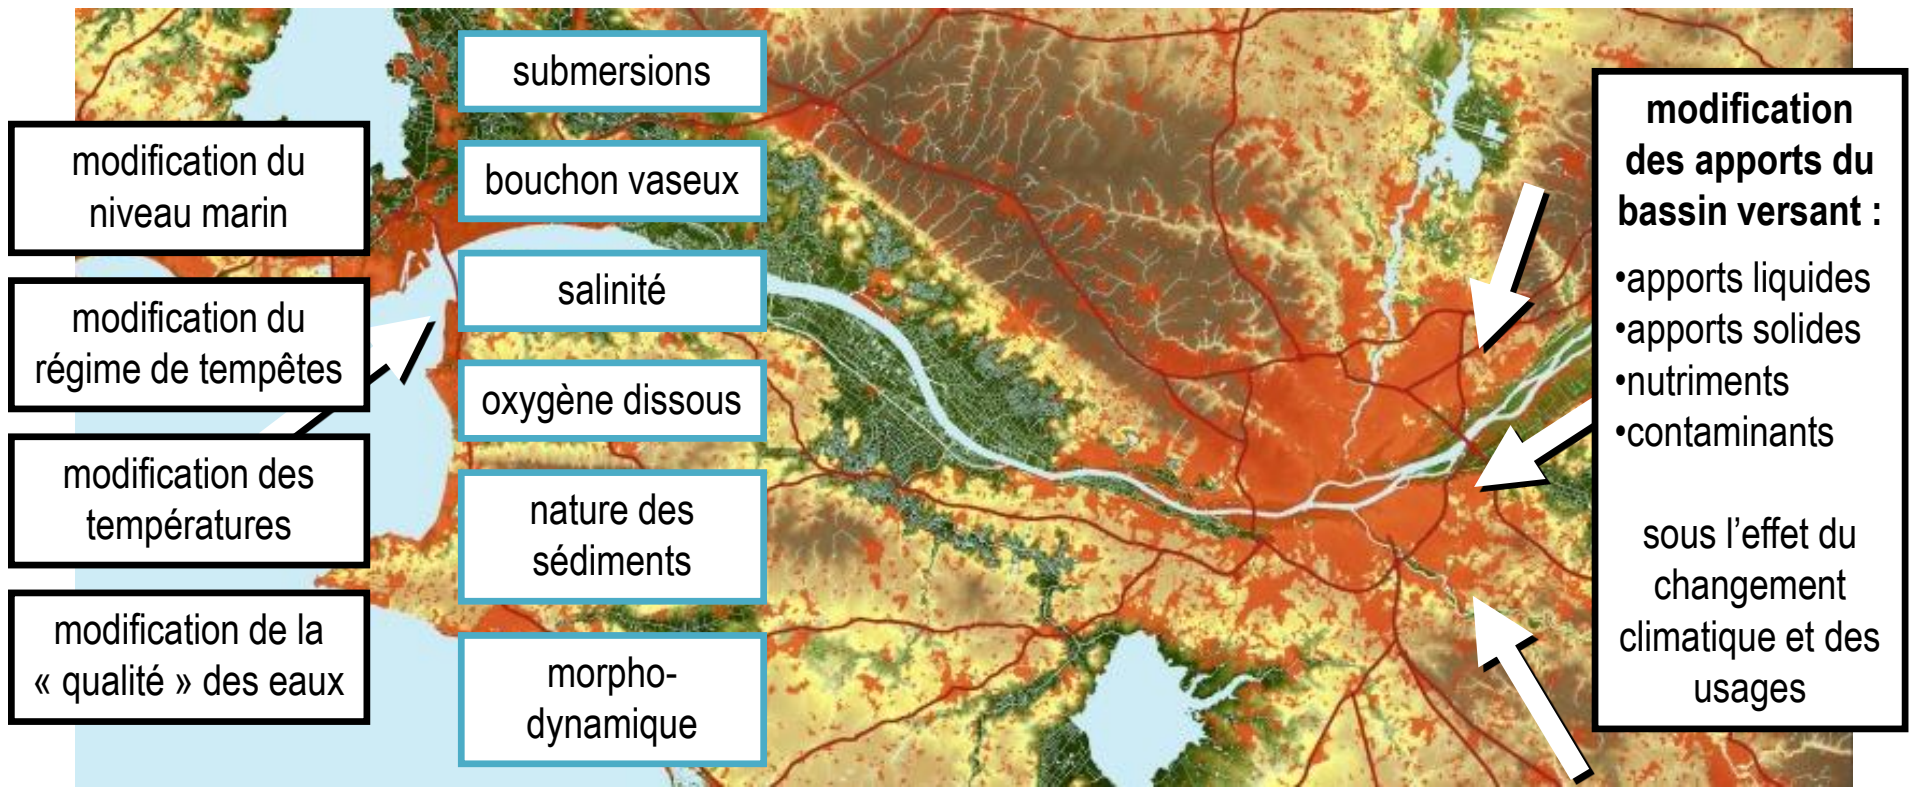 modification du
niveau marin
modification du
régime de tempêtes
modification des
températures
modification de la
« qualité » des eaux
submersions
bouchon vaseux
salinité
oxygène dissous
nature des
sédiments
morpho-
dynamique
modification
des apports du
bassin versant :
•apports liquides
•apports solides
•nutriments
•contaminants
sous l’effet du
changement
climatique et des
usages